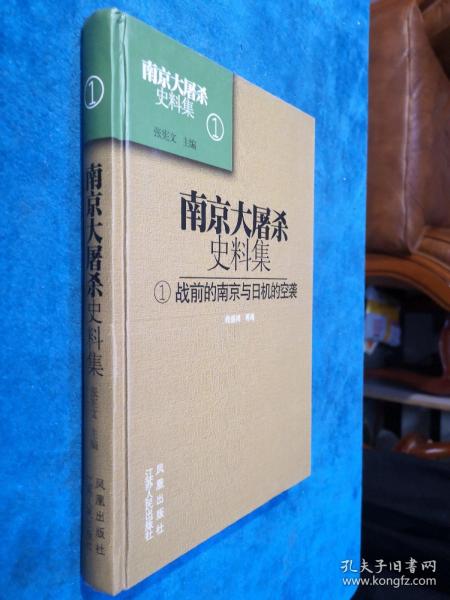 ①
南京大屠杀史料集
张宪文 主编
凤凰出版社
南京大屠杀
史料集
①
张宪文 主编
南京大屠杀
史料集
①战前的南京与日机的空袭
凤凰出版社
江苏人民出版社
孔夫子旧书网
www.kongfz.com